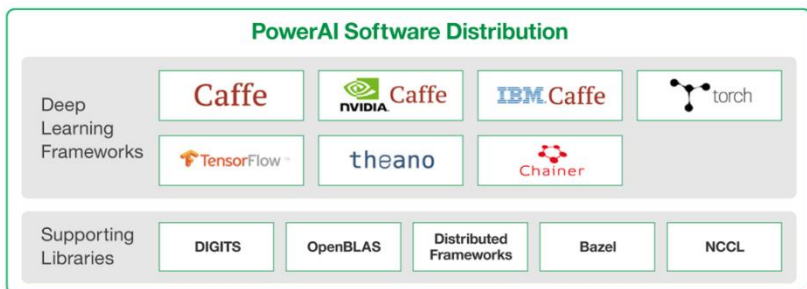 PowerAI Software Distribution
Deep
Learning
Frameworks
Caffe
NVIDIA. Caffe
IBM. Caffe
torch
TensorFlow™
theano
Chainer
Supporting
Libraries
DIGITS
OpenBLAS
Distributed
Frameworks
Bazel
NCCL